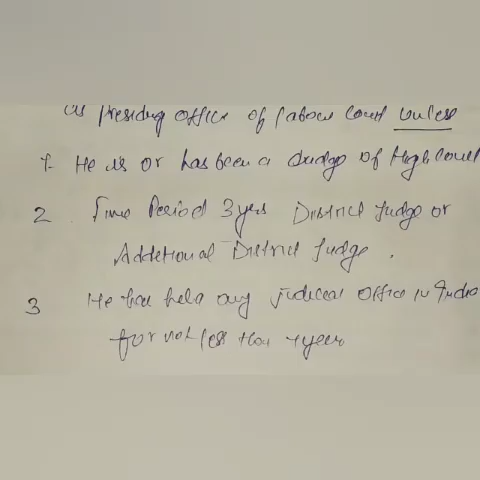 as presiding office of labour court unless
1. He is or has been a Judge of High Court
2 Time Period 3 yers District Judge or
Additional District Judge.
3 He has held any judicial office in India
for not less than 7 years